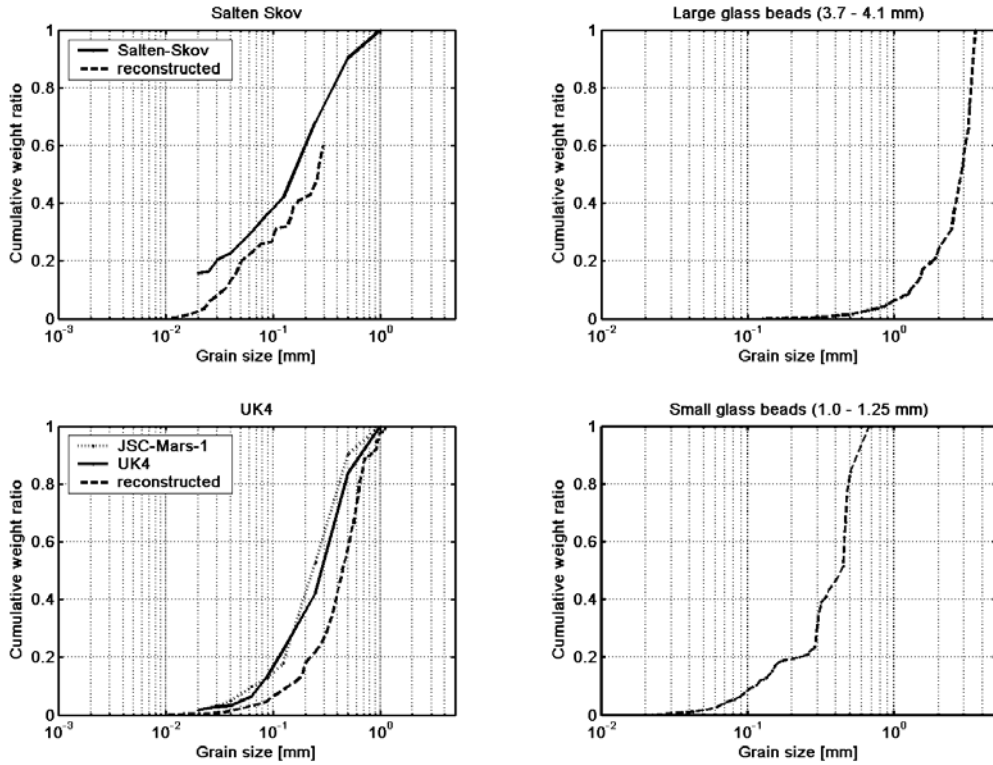 Salten Skov
Cumulative weight ratio
1
0.8
0.6
0.4
0.2
0
Salten-Skov
reconstructed
10^-3
10^-2
10^-1
10^0
Grain size [mm]
Large glass beads (3.7 - 4.1 mm)
Cumulative weight ratio
1
0.8
0.6
0.4
0.2
0
10^-2
10^-1
10^0
Grain size [mm]
UK4
Cumulative weight ratio
1
0.8
0.6
0.4
0.2
0
JSC-Mars-1
UK4
reconstructed
10^-3
10^-2
10^-1
10^0
Grain size [mm]
Small glass beads (1.0 - 1.25 mm)
Cumulative weight ratio
1
0.8
0.6
0.4
0.2
0
10^-2
10^-1
10^0
Grain size [mm]